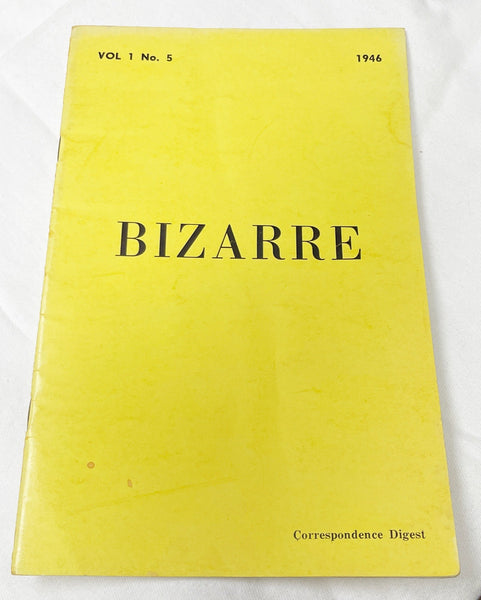 VOL 1 No. 5 1946
BIZARRE
Correspondence Digest